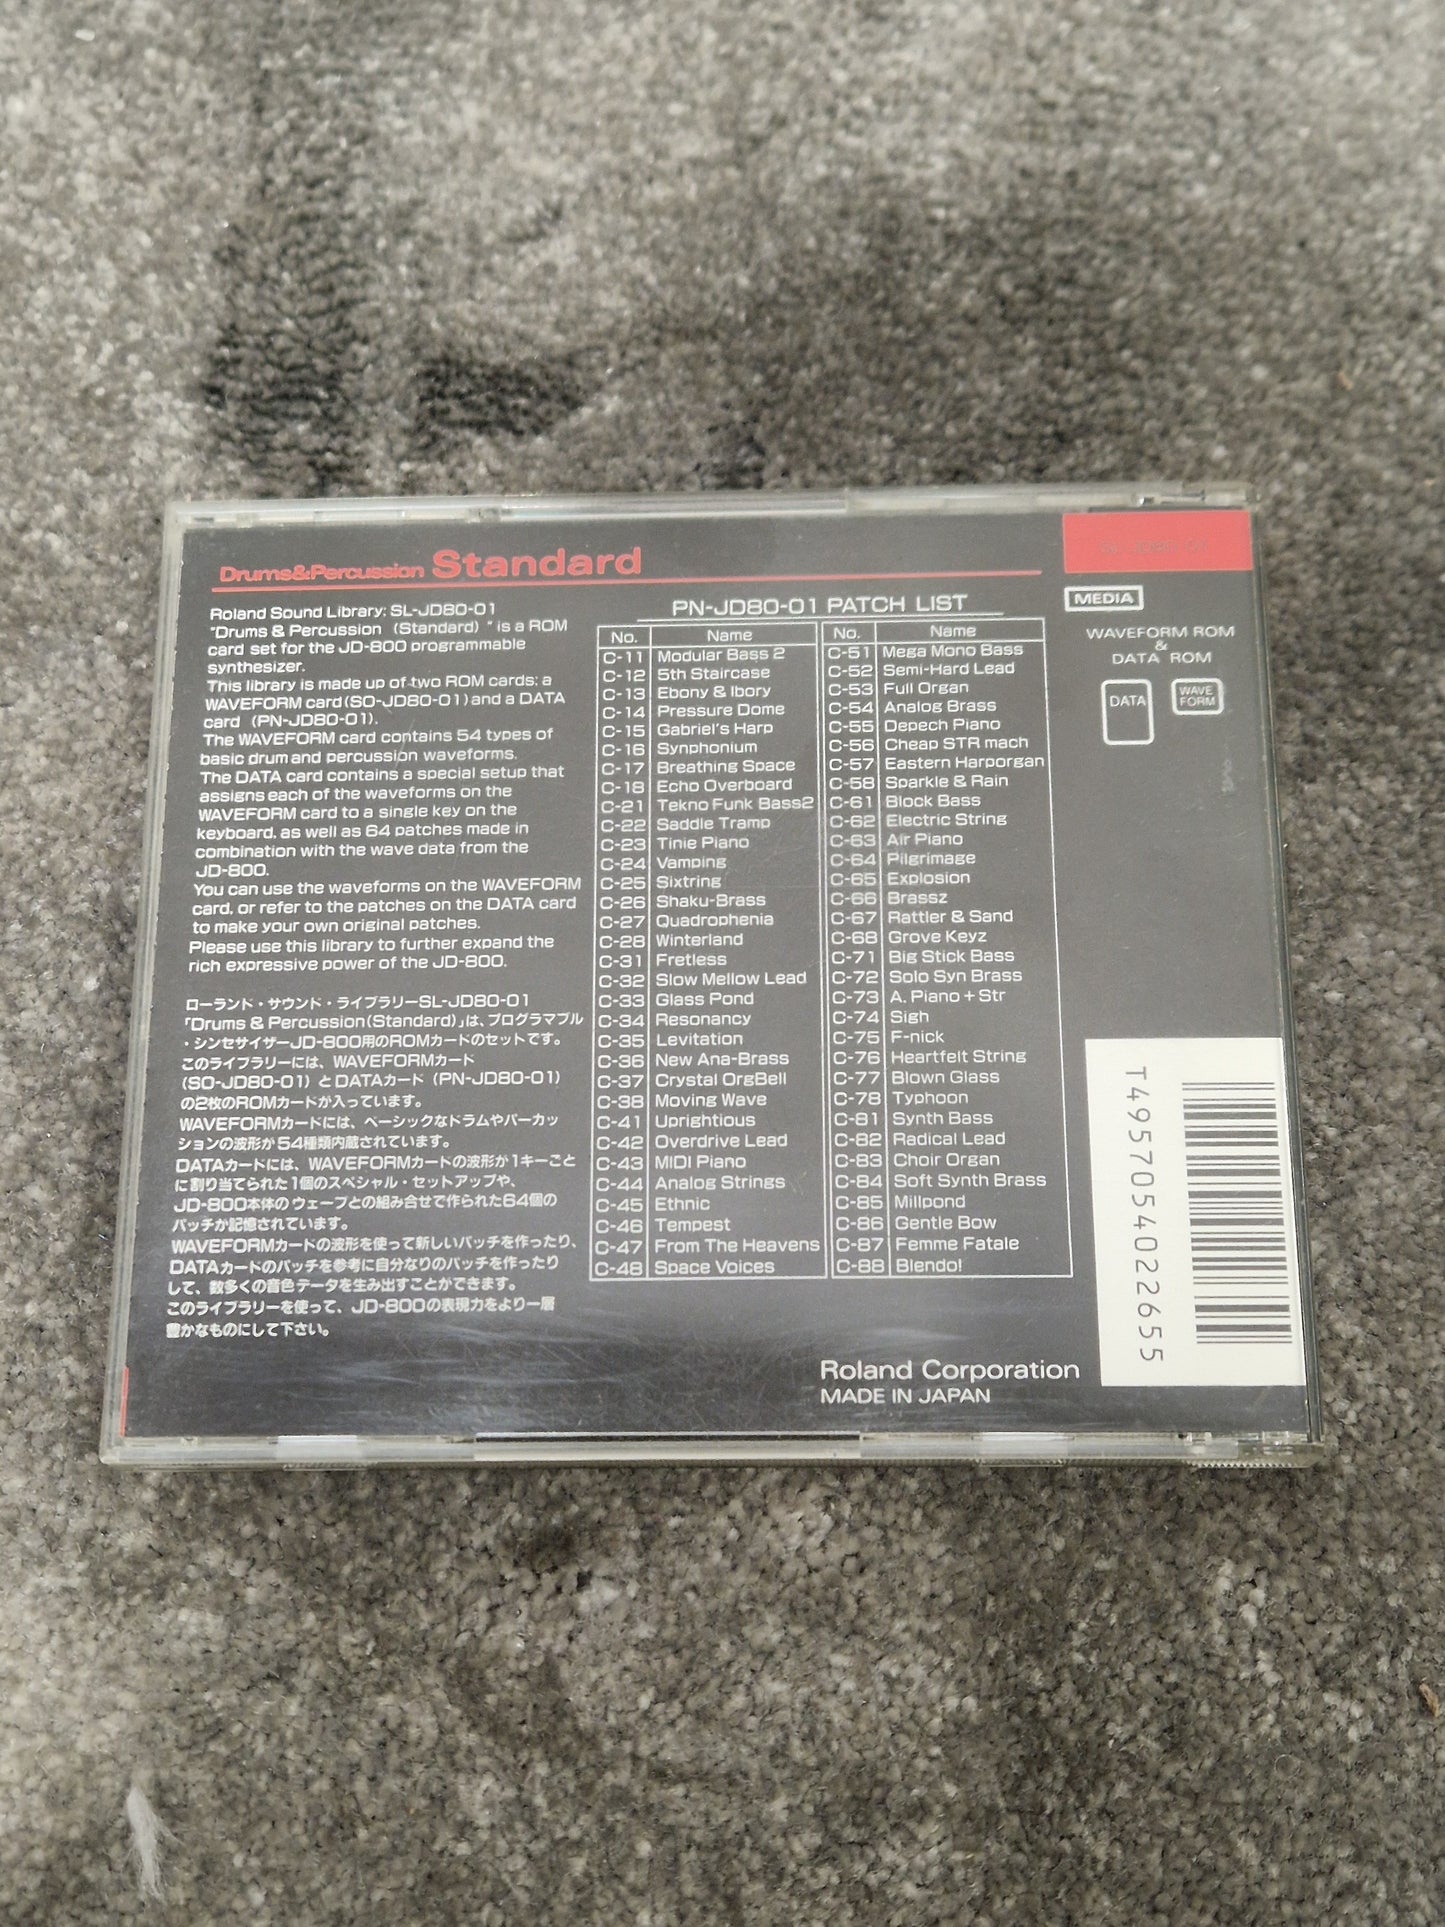 Drums&Percussion Standard
Roland Sound Library: SL-JD80-01
"Drums & Percussion (Standard) " is a ROM
card set for the JD-800 programmable
synthesizer.
This library is made up of two ROM cards: a
WAVEFORM card(SO-JD80-01) and a DATA
card (PN-JD80-01).
The WAVEFORM card contains 54 types of
basic drum and percussion waveforms.
The DATA card contains a special setup that
assigns each of the waveforms on the
WAVEFORM card to a single key on the
keyboard, as well as 64 patches made in
combination with the wave data from the
JD-800.
You can use the waveforms on the WAVEFORM
card, or refer to the patches on the DATA card
to make your own original patches.
Please use this library to further expand the
rich expressive power of the JD-800.
ローランド・サウンド・ライブラリーSL-JD80-01
「Drums & Percussion(Standard)」は、プログラマブル
・シンセサイザーJD-800用のROMカードのセットです。
このライブラリーには、WAVEFORMカード
(SO-JD80-01) とDATAカード (PN-JD80-01)
の2枚のROMカードが入っています。
WAVEFORMカードには、ベーシックなドラムやパーカッ
ションの波形が54種類内蔵されています。
DATAカードには、WAVEFORMカードの波形が1キーごと
に割り当てられた1個のスペシャル・セットアップや、
JD-800本体のウェーブとの組み合せで作られた64個の
パッチが記憶されています。
WAVEFORMカードの波形を使って新しいパッチを作ったり、
DATAカードのパッチを参考に自分なりのパッチを作ったり
して、数多くの音色データを生み出すことができます。
このライブラリーを使って、JD-800の表現力をより一層
豊かなものにして下さい。
PN-JD80-01 PATCH LIST
No. Name
C-11 Modular Bass 2
C-12 5th Staircase
C-13 Ebony & Ibory
C-14 Pressure Dome
C-15 Gabriel's Harp
C-16 Synphonium
C-17 Breathing Space
C-18 Echo Overboard
C-21 Tekno Funk Bass2
C-22 Saddle Tramp
C-23 Tinie Piano
C-24 Vamping
C-25 Sixtring
C-26 Shaku-Brass
C-27 Quadrophenia
C-28 Winterland
C-31 Fretless
C-32 Slow Mellow Lead
C-33 Glass Pond
C-34 Resonancy
C-35 Levitation
C-36 New Ana-Brass
C-37 Crystal OrgBell
C-38 Moving Wave
C-41 Uprightious
C-42 Overdrive Lead
C-43 MIDI Piano
C-44 Analog Strings
C-45 Ethnic
C-46 Tempest
C-47 From The Heavens
C-48 Space Voices
No. Name
C-51 Mega Mono Bass
C-52 Semi-Hard Lead
C-53 Full Organ
C-54 Analog Brass
C-55 Depech Piano
C-56 Cheap STR mach
C-57 Eastern Harporgan
C-58 Sparkle & Rain
C-61 Block Bass
C-62 Electric String
C-63 Air Piano
C-64 Pilgrimage
C-65 Explosion
C-66 Brassz
C-67 Rattler & Sand
C-68 Grove Keyz
C-71 Big Stick Bass
C-72 Solo Syn Brass
C-73 A. Piano + Str
C-74 Sigh
C-75 F-nick
C-76 Heartfelt String
C-77 Blown Glass
C-78 Typhoon
C-81 Synth Bass
C-82 Radical Lead
C-83 Choir Organ
C-84 Soft Synth Brass
C-85 Millpond
C-86 Gentle Bow
C-87 Femme Fatale
C-88 Blendo!
SL-JD80-01
MEDIA
WAVEFORM ROM
&
DATA ROM
DATA
WAVE
FORM
T4957054022655
Roland Corporation
MADE IN JAPAN